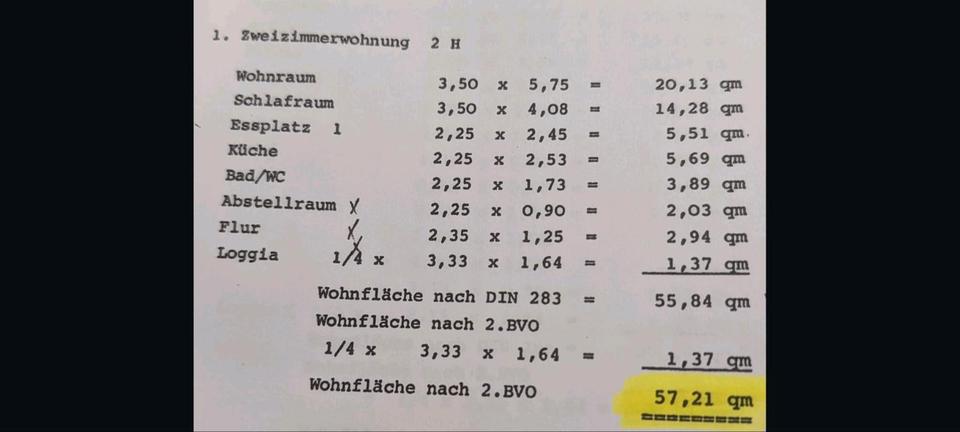 1. Zweizimmerwohnung 2 H
Wohnraum 3,50 x 5,75 = 20,13 qm
Schlafraum 3,50 x 4,08 = 14,28 qm
Essplatz 1 2,25 x 2,45 = 5,51 qm.
Küche 2,25 x 2,53 = 5,69 qm
Bad/WC 2,25 x 1,73 = 3,89 qm
Abstellraum X 2,25 x 0,90 = 2,03 qm
Flur X 2,35 x 1,25 = 2,94 qm
Loggia 1/4 x 3,33 x 1,64 = 1,37 qm
Wohnfläche nach DIN 283 = 55,84 qm
Wohnfläche nach 2.BVO
1/4 x 3,33 x 1,64 = 1,37 qm
Wohnfläche nach 2.BVO 57,21 qm